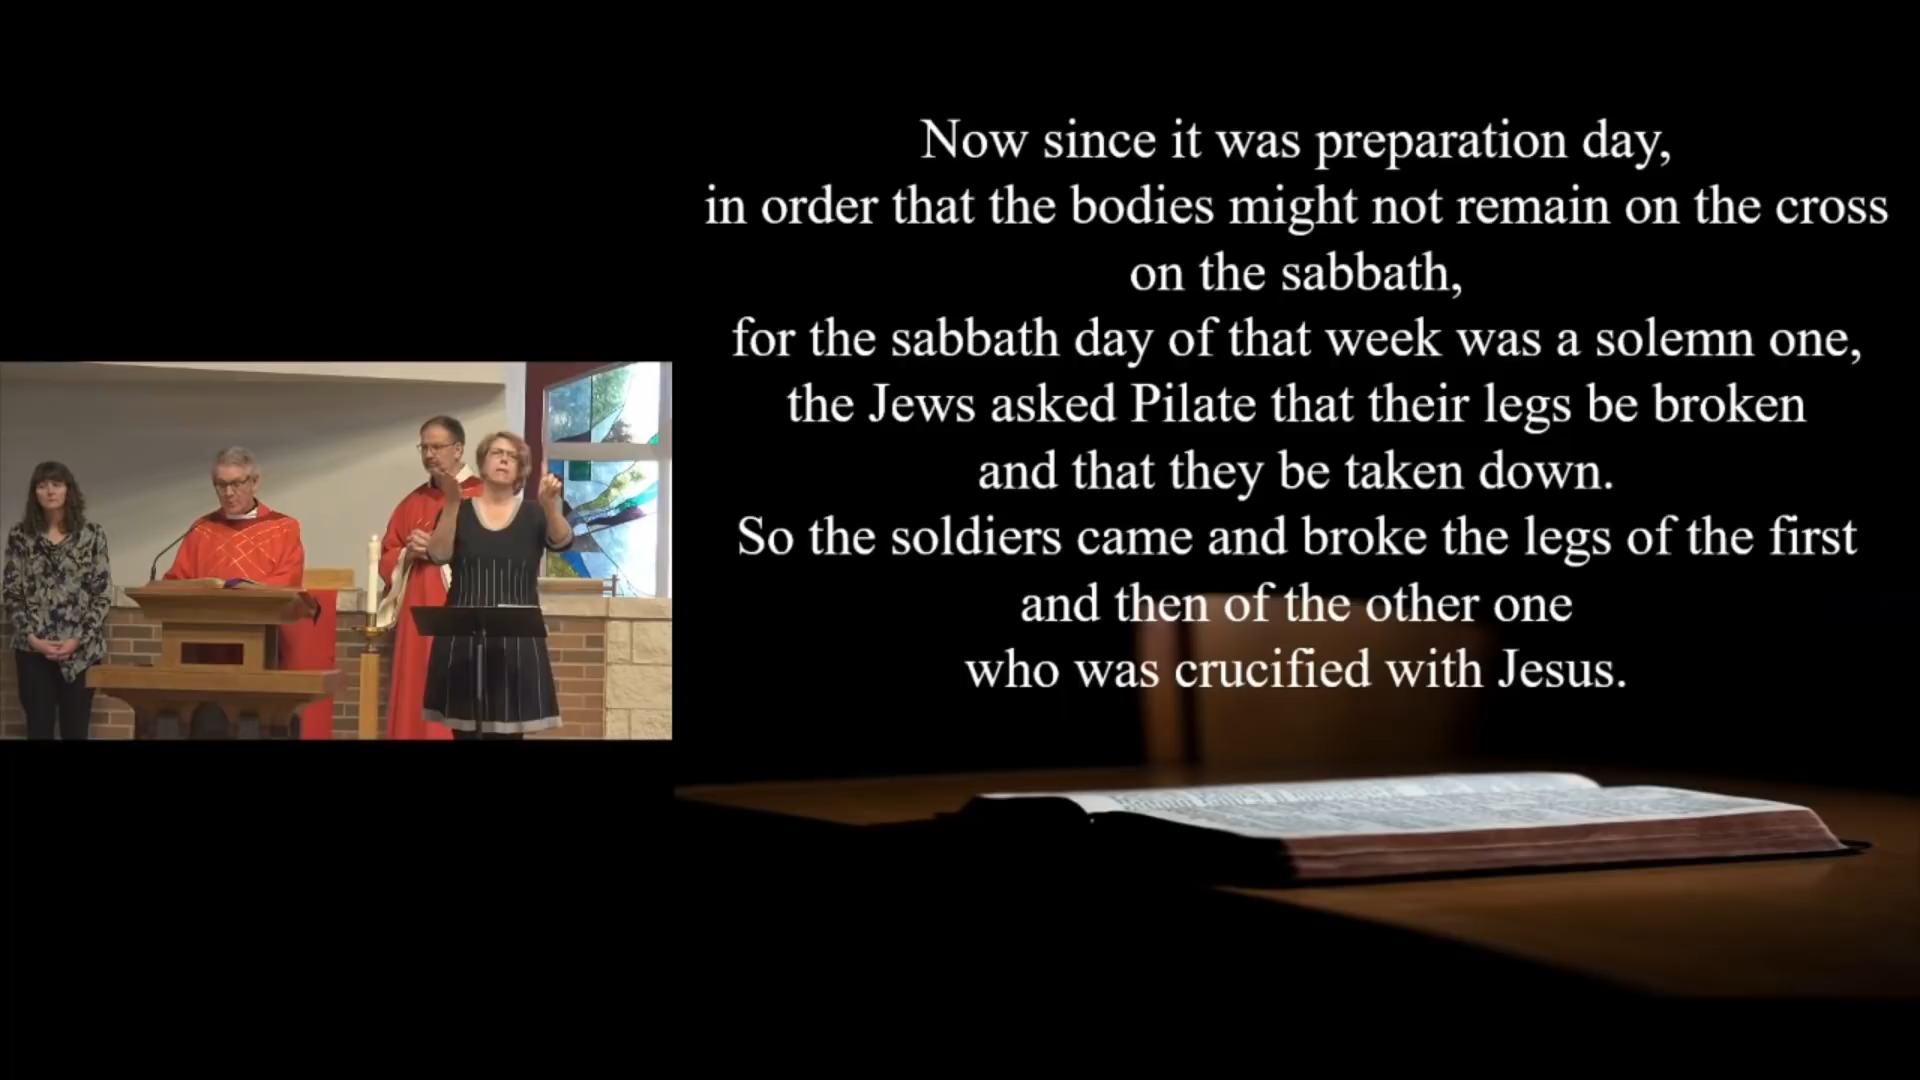 Now since it was preparation day,
in order that the bodies might not remain on the cross
on the sabbath,
for the sabbath day of that week was a solemn one,
the Jews asked Pilate that their legs be broken
and that they be taken down.
So the soldiers came and broke the legs of the first
and then of the other one
who was crucified with Jesus.